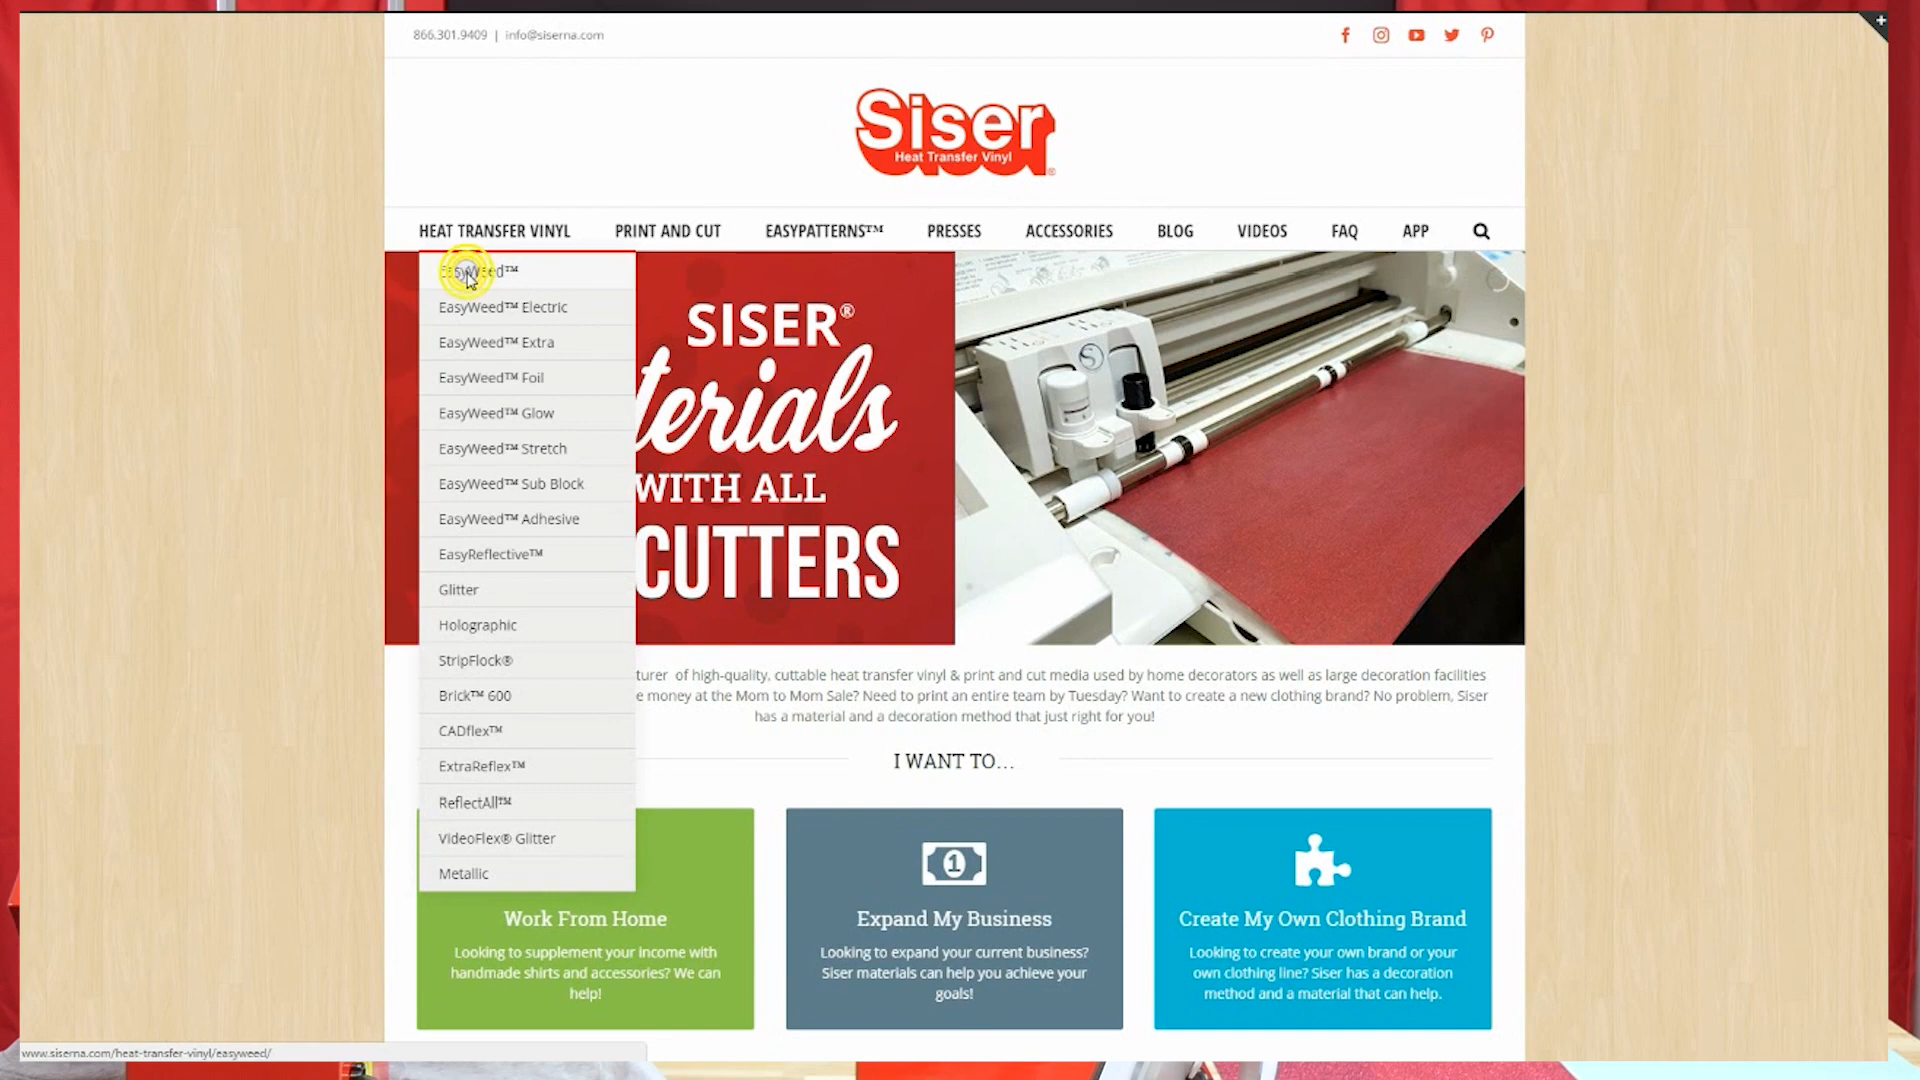 866.301.9409 | info@siserna.com
Siser
Heat Transfer Vinyl
®
HEAT TRANSFER VINYL PRINT AND CUT EASYPATTERNS™ PRESSES ACCESSORIES BLOG VIDEOS FAQ APP
EasyWeed™
EasyWeed™ Electric
EasyWeed™ Extra
EasyWeed™ Foil
EasyWeed™ Glow
EasyWeed™ Stretch
EasyWeed™ Sub Block
EasyWeed™ Adhesive
EasyReflective™
Glitter
Holographic
StripFlock®
Brick™ 600
CADflex™
ExtraReflex™
ReflectAll™
VideoFlex® Glitter
Metallic
SISER®
terials
WITH ALL
CUTTERS
turer of high-quality, cuttable heat transfer vinyl & print and cut media used by home decorators as well as large decoration facilities
e money at the Mom to Mom Sale? Need to print an entire team by Tuesday? Want to create a new clothing brand? No problem, Siser
has a material and a decoration method that just right for you!
I WANT TO...
Work From Home
Looking to supplement your income with
handmade shirts and accessories? We can
help!
1
Expand My Business
Looking to expand your current business?
Siser materials can help you achieve your
goals!
Create My Own Clothing Brand
Looking to create your own brand or your
own clothing line? Siser has a decoration
method and a material that can help.
www.siserna.com/heat-transfer-vinyl/easyweed/